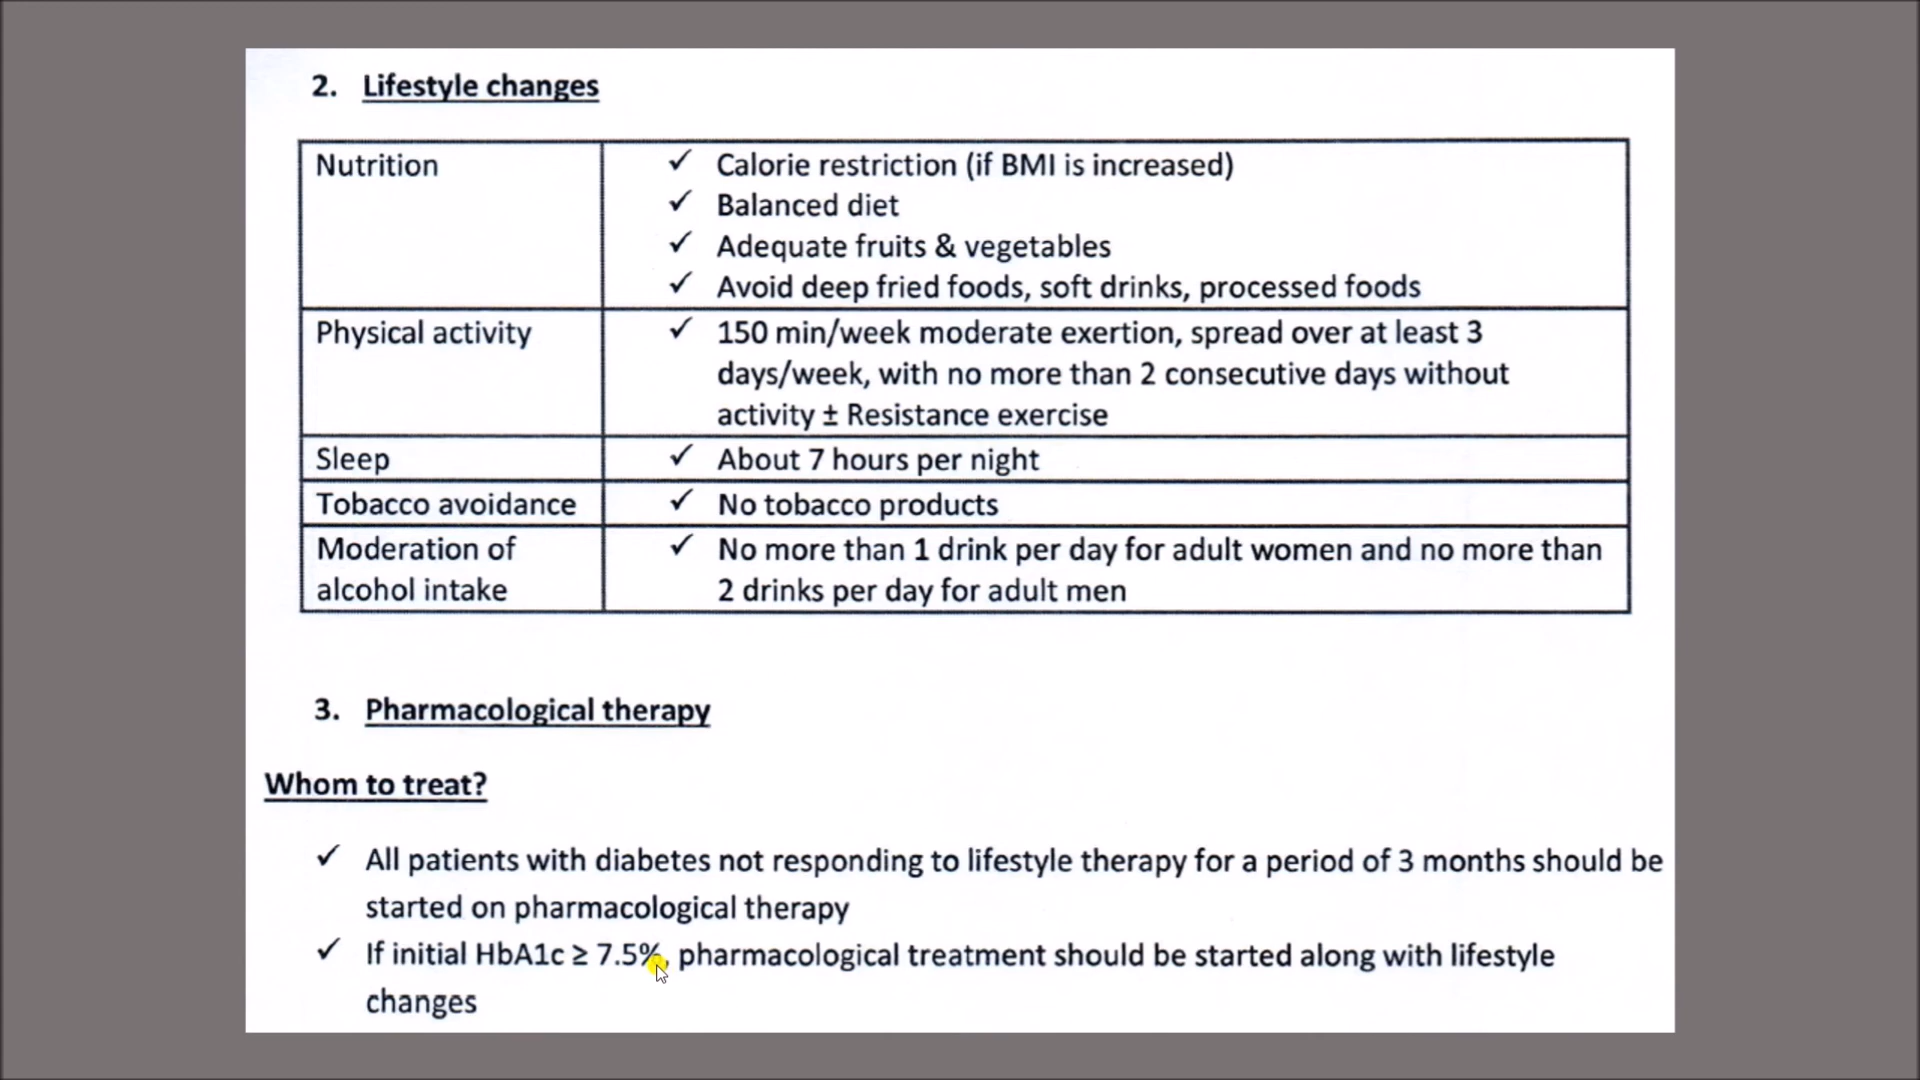 2. Lifestyle changes
Nutrition
✓ Calorie restriction (if BMI is increased)
✓ Balanced diet
✓ Adequate fruits & vegetables
✓ Avoid deep fried foods, soft drinks, processed foods
Physical activity
✓ 150 min/week moderate exertion, spread over at least 3
days/week, with no more than 2 consecutive days without
activity ± Resistance exercise
Sleep
✓ About 7 hours per night
Tobacco avoidance
✓ No tobacco products
Moderation of
alcohol intake
✓ No more than 1 drink per day for adult women and no more than
2 drinks per day for adult men
3. Pharmacological therapy
Whom to treat?
✓ All patients with diabetes not responding to lifestyle therapy for a period of 3 months should be
started on pharmacological therapy
✓ If initial HbA1c ≥ 7.5%, pharmacological treatment should be started along with lifestyle
changes